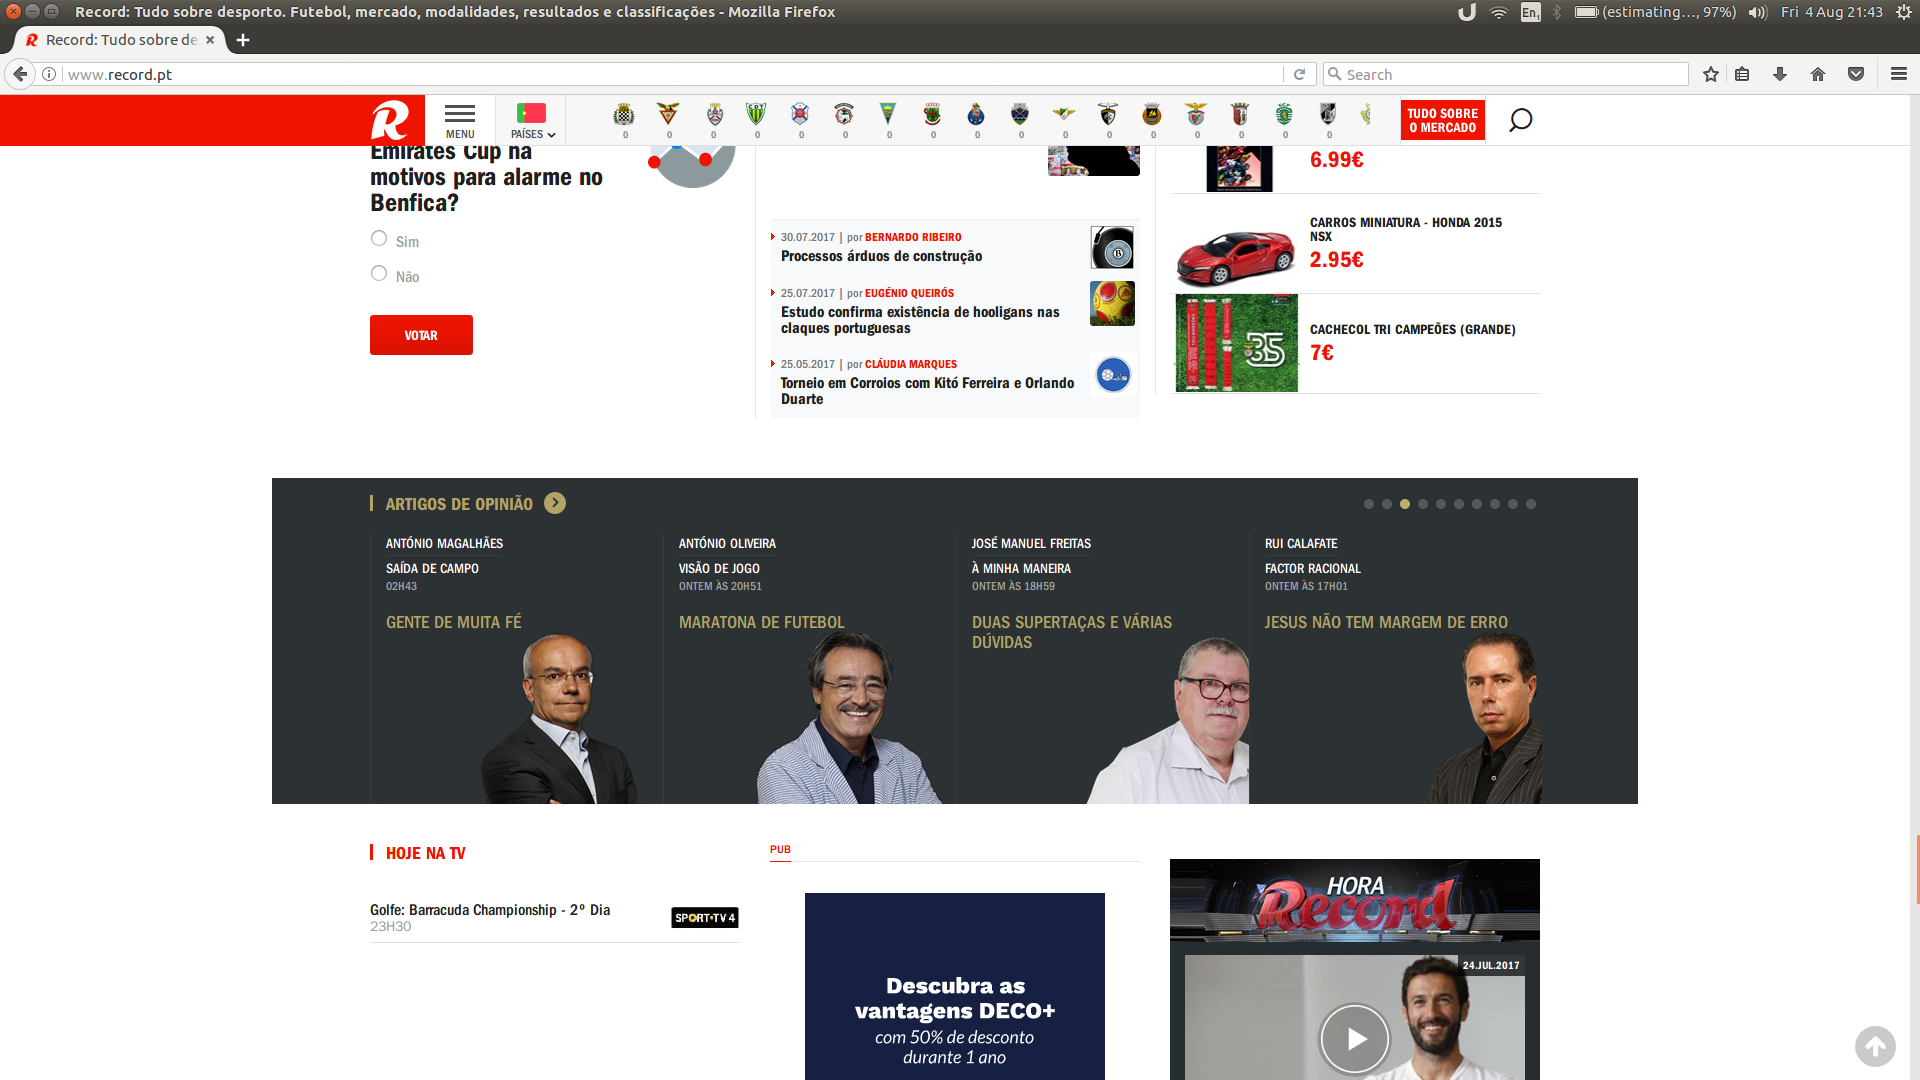 Record: Tudo sobre desporto. Futebol, mercado, modalidades, resultados e classificações - Mozilla Firefox
En1
(estimating..., 97%)
Fri 4 Aug 21:43
Record: Tudo sobre de
www.record.pt
Search
R
MENU
PAÍSES
0 0 0 0 0 0 0 0 0 0 0 0 0 0 0 0 0
TUDO SOBRE
O MERCADO
Emirates Cup há
motivos para alarme no
Benfica?
Sim
Não
VOTAR
30.07.2017 | por BERNARDO RIBEIRO
Processos árduos de construção
25.07.2017 | por EUGÉNIO QUEIRÓS
Estudo confirma existência de hooligans nas
claques portuguesas
25.05.2017 | por CLÁUDIA MARQUES
Torneio em Corroios com Kitó Ferreira e Orlando
Duarte
6.99€
CARROS MINIATURA - HONDA 2015
NSX
2.95€
35
CACHECOL TRI CAMPEÕES (GRANDE)
7€
ARTIGOS DE OPINIÃO
ANTÓNIO MAGALHÃES
SAÍDA DE CAMPO
02H43
GENTE DE MUITA FÉ
ANTÓNIO OLIVEIRA
VISÃO DE JOGO
ONTEM ÀS 20H51
MARATONA DE FUTEBOL
JOSÉ MANUEL FREITAS
À MINHA MANEIRA
ONTEM ÀS 18H59
DUAS SUPERTAÇAS E VÁRIAS
DÚVIDAS
RUI CALAFATE
FACTOR RACIONAL
ONTEM ÀS 17H01
JESUS NÃO TEM MARGEM DE ERRO
HOJE NA TV
Golfe: Barracuda Championship - 2º Dia
23H30
SPORT•TV 4
PUB
Descubra as
vantagens DECO+
com 50% de desconto
durante 1 ano
HORA
Record
24.JUL.2017